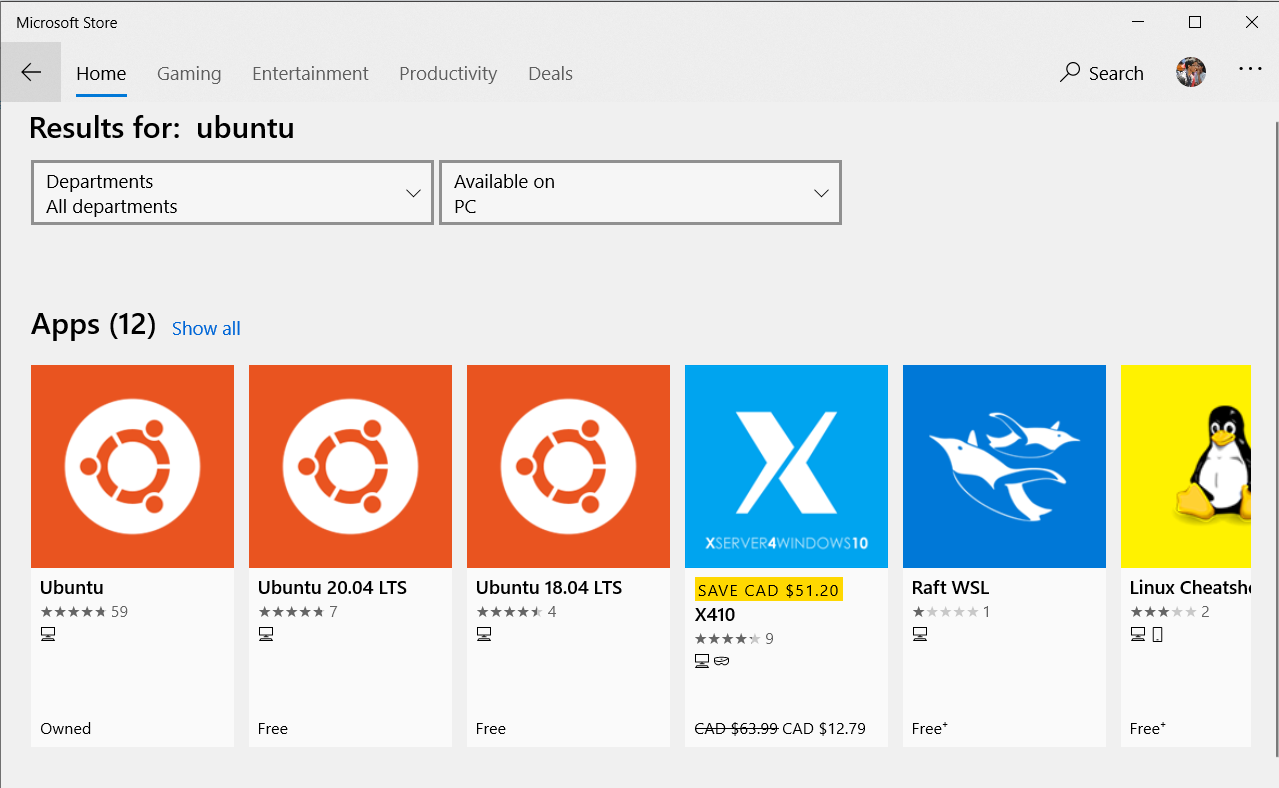 Microsoft Store
Home Gaming Entertainment Productivity Deals Search
Results for: ubuntu
Departments
All departments
Available on
PC
Apps (12) Show all
Ubuntu
59
Owned
Ubuntu 20.04 LTS
7
Free
Ubuntu 18.04 LTS
4
Free
XSERVER4WINDOWS10
SAVE CAD $51.20
X410
9
CAD $63.99 CAD $12.79
Raft WSL
1
Free+
Linux Cheatshe
2
Free+